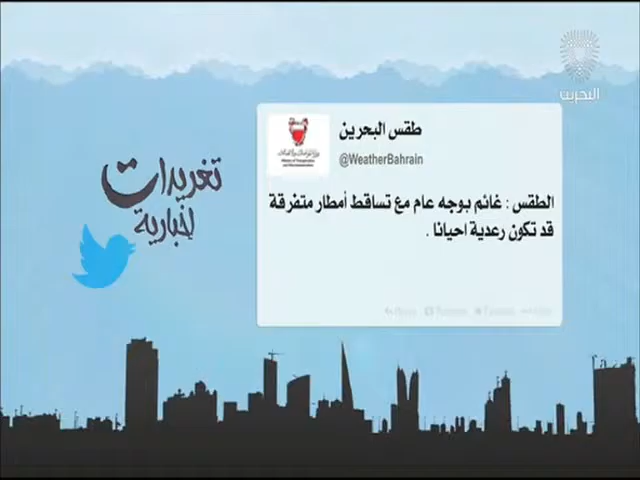 البحرين
طقس البحرين
@WeatherBahrain
تغريدات
إخبارية
الطقس : غائم بوجه عام مع تساقط أمطار متفرقة
قد تكون رعدية احيانا .